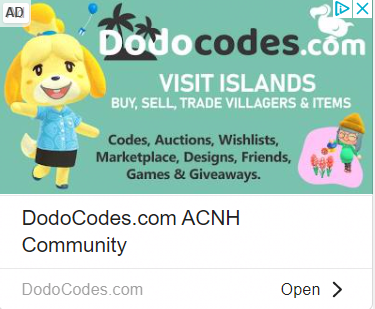 AD
Dodocodes.com
VISIT ISLANDS
BUY, SELL, TRADE VILLAGERS & ITEMS
Codes, Auctions, Wishlists,
Marketplace, Designs, Friends,
Games & Giveaways.
DodoCodes.com ACNH
Community
DodoCodes.com
Open